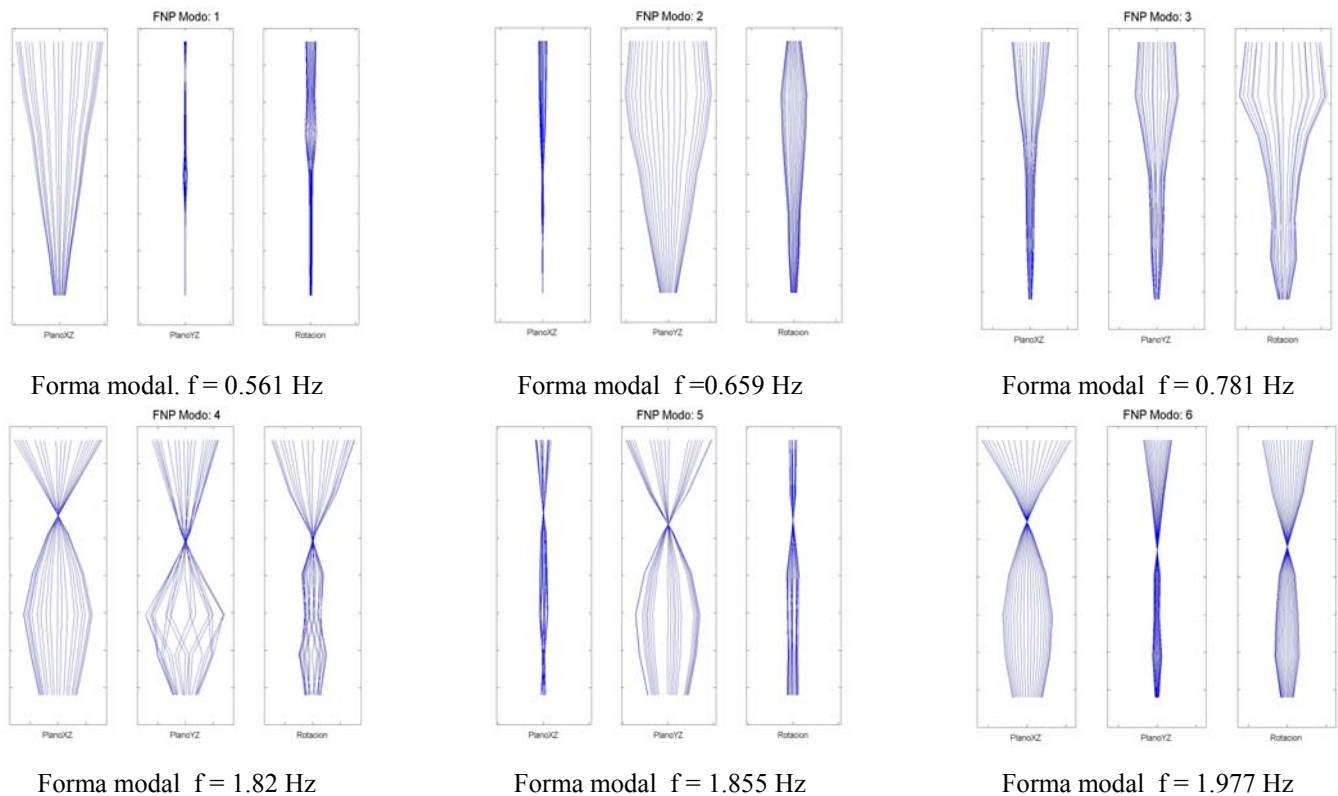 FNP Modo: 1
PlanoXZ PlanoYZ Rotacion
Forma modal. f = 0.561 Hz
FNP Modo: 2
PlanoXZ PlanoYZ Rotacion
Forma modal f =0.659 Hz
FNP Modo: 3
PlanoXZ PlanoYZ Rotacion
Forma modal f = 0.781 Hz
FNP Modo: 4
PlanoXZ PlanoYZ Rotacion
Forma modal f = 1.82 Hz
FNP Modo: 5
PlanoXZ PlanoYZ Rotacion
Forma modal f = 1.855 Hz
FNP Modo: 6
PlanoXZ PlanoYZ Rotacion
Forma modal f = 1.977 Hz